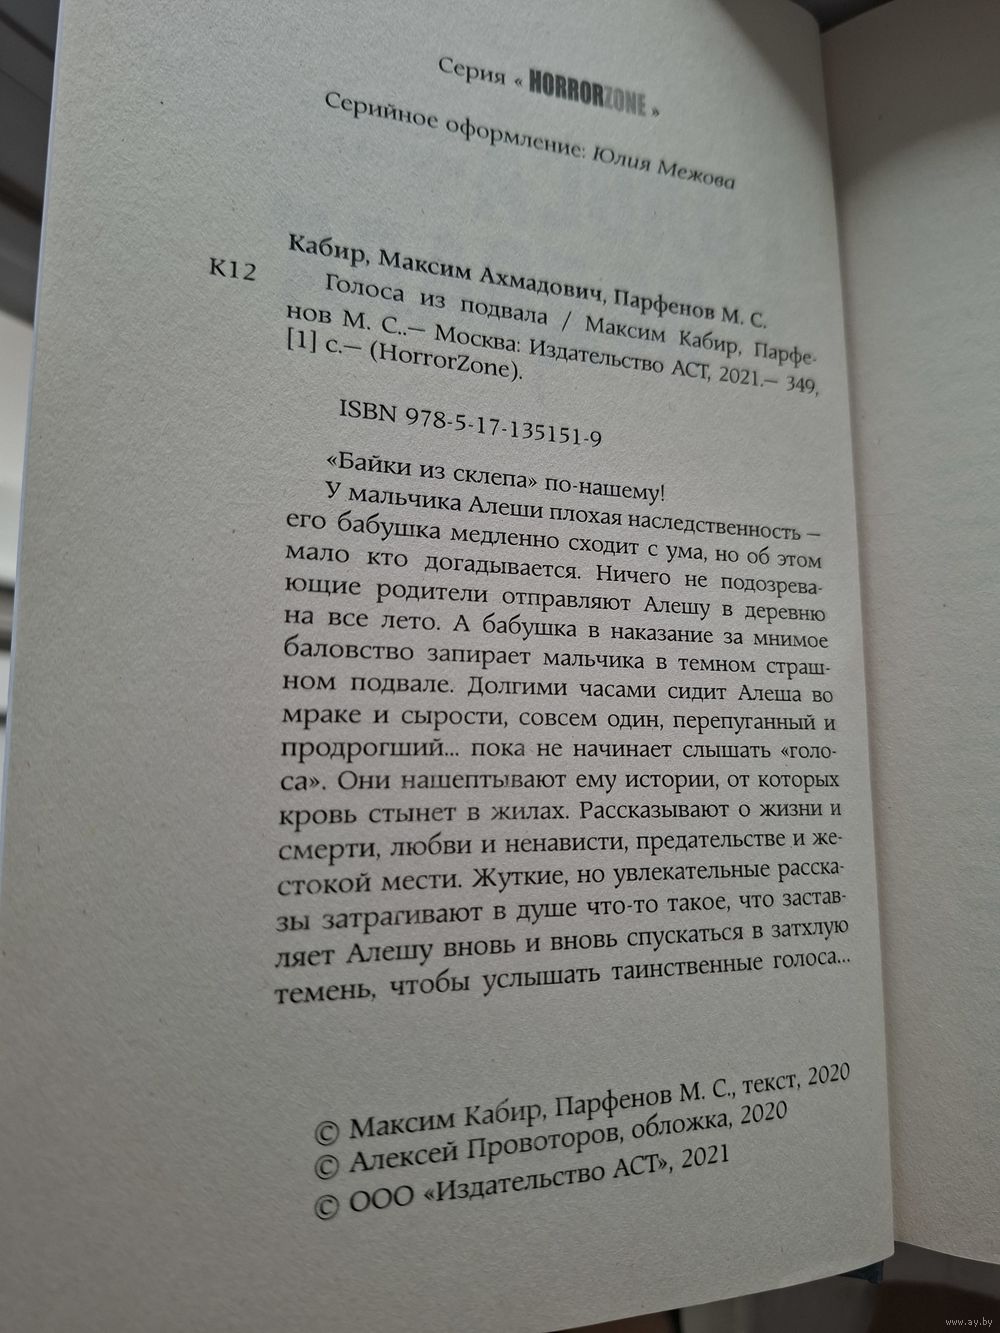 Серия « HORRORZONE »
Серийное оформление: Юлия Межова
Кабир, Максим Ахмадович, Парфенов М. С.
К12
Голоса из подвала / Максим Кабир, Парфе-
нов М. С..— Москва: Издательство АСТ, 2021.— 349,
[1] с.— (HorrorZone).
ISBN 978-5-17-135151-9
«Байки из склепа» по-нашему!
У мальчика Алеши плохая наследственность —
его бабушка медленно сходит с ума, но об этом
мало кто догадывается. Ничего не подозрева-
ющие родители отправляют Алешу в деревню
на все лето. А бабушка в наказание за мнимое
баловство запирает мальчика в темном страш-
ном подвале. Долгими часами сидит Алеша во
мраке и сырости, совсем один, перепуганный и
продрогший... пока не начинает слышать «голо-
са». Они нашептывают ему истории, от которых
кровь стынет в жилах. Рассказывают о жизни и
смерти, любви и ненависти, предательстве и же-
стокой мести. Жуткие, но увлекательные расска-
зы затрагивают в душе что-то такое, что застав-
ляет Алешу вновь и вновь спускаться в затхлую
темень, чтобы услышать таинственные голоса...
© Максим Кабир, Парфенов М. С., текст, 2020
© Алексей Провоторов, обложка, 2020
© ООО «Издательство АСТ», 2021
www.ay.by